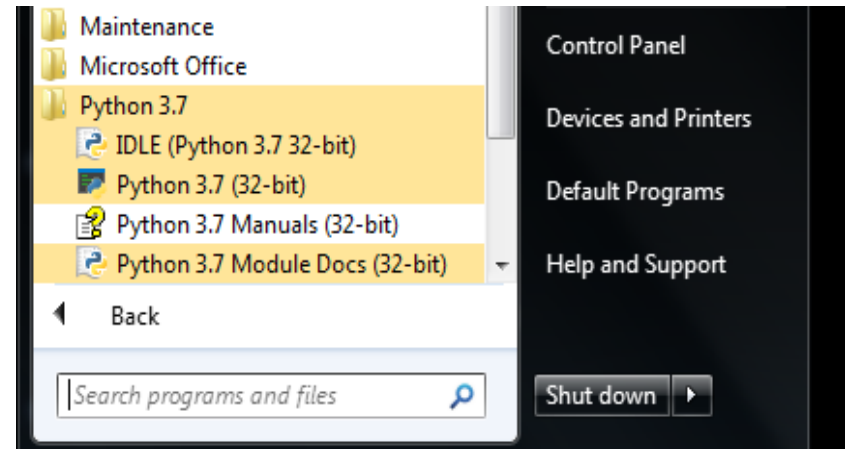 Maintenance
Microsoft Office
Python 3.7
IDLE (Python 3.7 32-bit)
Python 3.7 (32-bit)
Python 3.7 Manuals (32-bit)
Python 3.7 Module Docs (32-bit)
Back
Search programs and files
Control Panel
Devices and Printers
Default Programs
Help and Support
Shut down